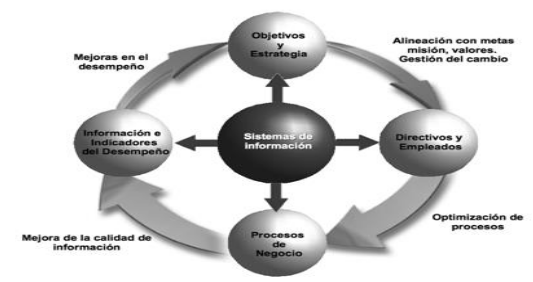 Objetivos
y
Estrategia
Alineación con metas
misión, valores.
Gestión del cambio
Mejoras en el
desempeño
Información e
Indicadores
del Desempeño
Sistemas de
información
Directivos y
Empleados
Optimización de
procesos
Mejora de la calidad de
información
Procesos
de
Negocio